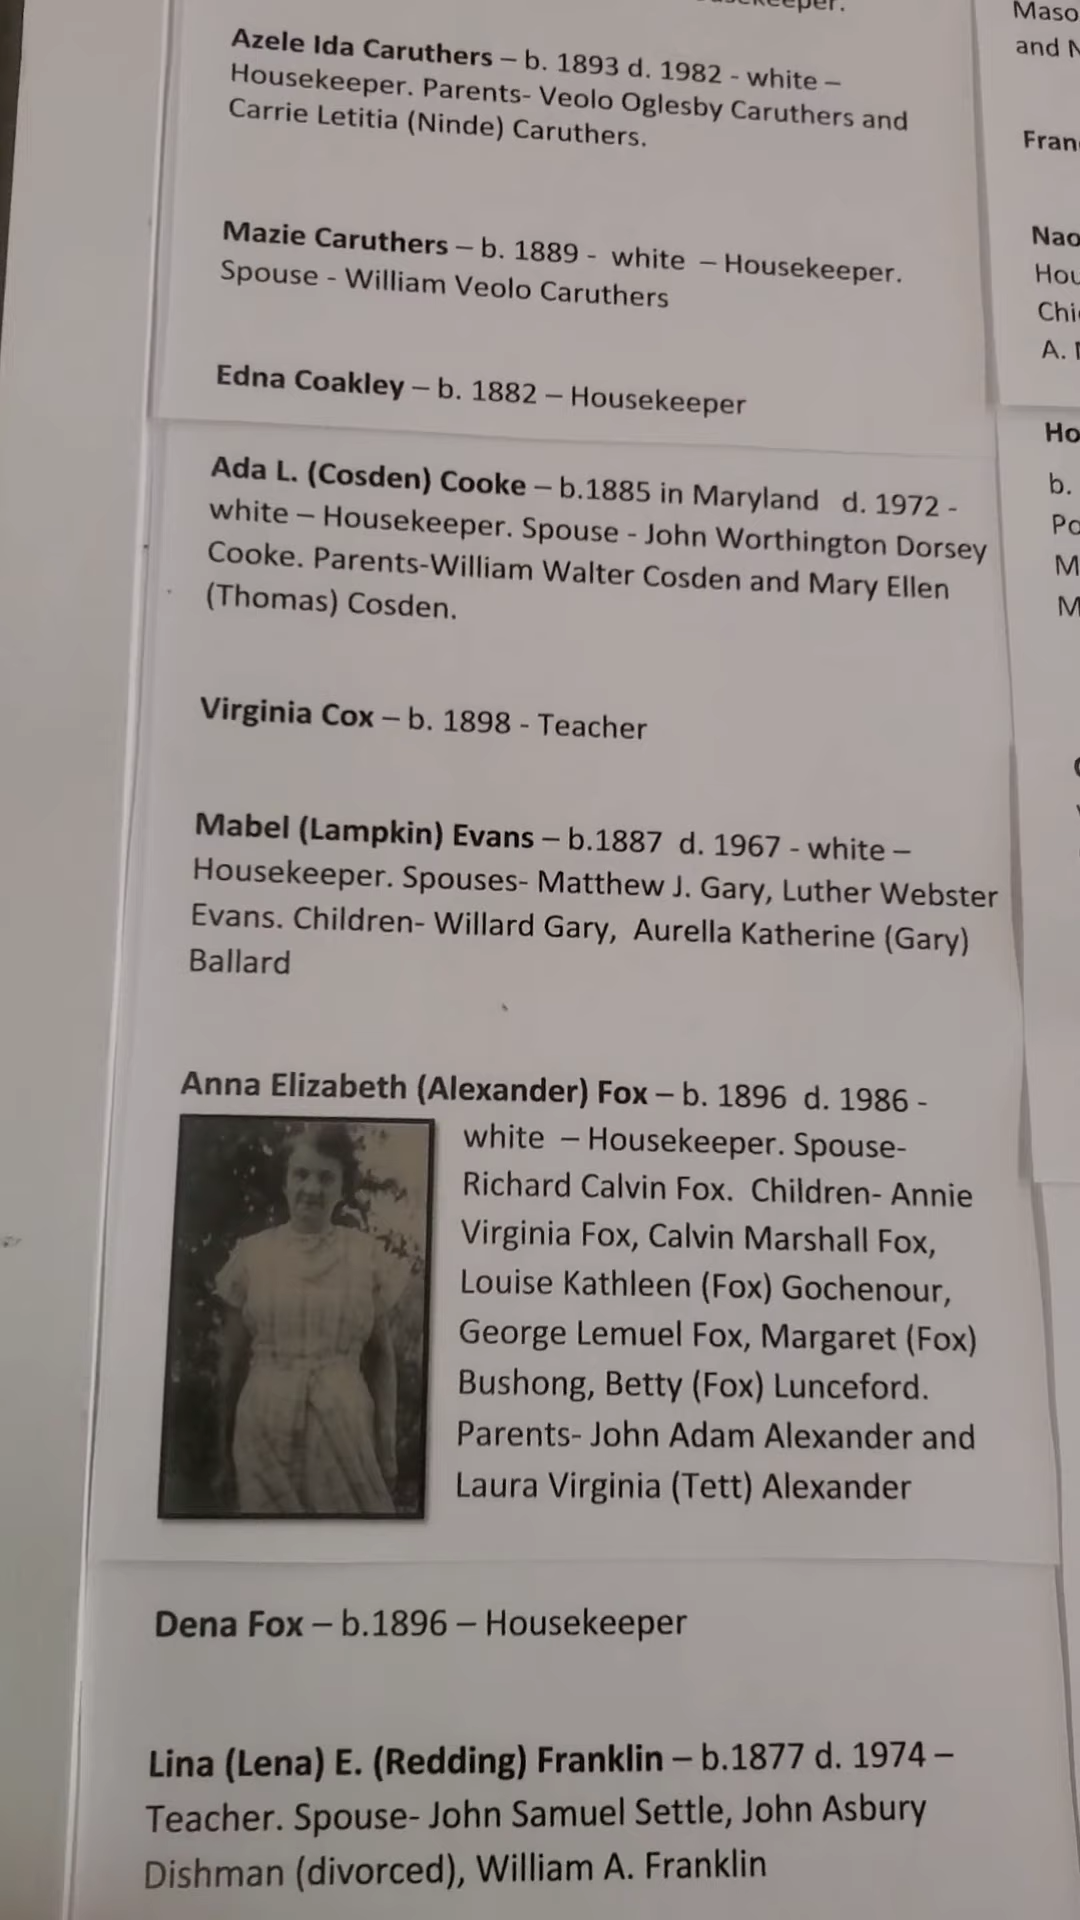 Azele Ida Caruthers – b. 1893 d. 1982 - white –
Housekeeper. Parents- Veolo Oglesby Caruthers and
Carrie Letitia (Ninde) Caruthers.
Mazie Caruthers – b. 1889 - white – Housekeeper.
Spouse - William Veolo Caruthers
Edna Coakley – b. 1882 – Housekeeper
Ada L. (Cosden) Cooke – b.1885 in Maryland d. 1972 -
white – Housekeeper. Spouse - John Worthington Dorsey
Cooke. Parents-William Walter Cosden and Mary Ellen
(Thomas) Cosden.
Virginia Cox – b. 1898 - Teacher
Mabel (Lampkin) Evans – b.1887 d. 1967 - white –
Housekeeper. Spouses- Matthew J. Gary, Luther Webster
Evans. Children- Willard Gary, Aurella Katherine (Gary)
Ballard
Anna Elizabeth (Alexander) Fox – b. 1896 d. 1986 -
white – Housekeeper. Spouse-
Richard Calvin Fox. Children- Annie
Virginia Fox, Calvin Marshall Fox,
Louise Kathleen (Fox) Gochenour,
George Lemuel Fox, Margaret (Fox)
Bushong, Betty (Fox) Lunceford.
Parents- John Adam Alexander and
Laura Virginia (Tett) Alexander
Dena Fox – b.1896 – Housekeeper
Lina (Lena) E. (Redding) Franklin – b.1877 d. 1974 –
Teacher. Spouse- John Samuel Settle, John Asbury
Dishman (divorced), William A. Franklin
and
b.
A.